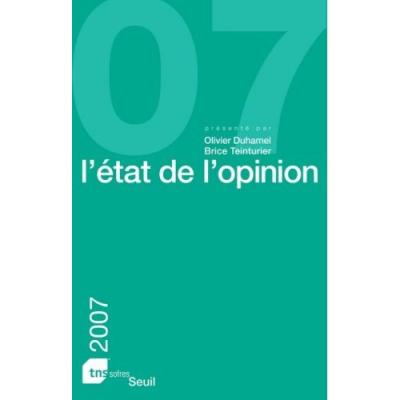 07
présenté par
Olivier Duhamel
Brice Teinturier
l'état de l'opinion
2007
tns sofres
Seuil